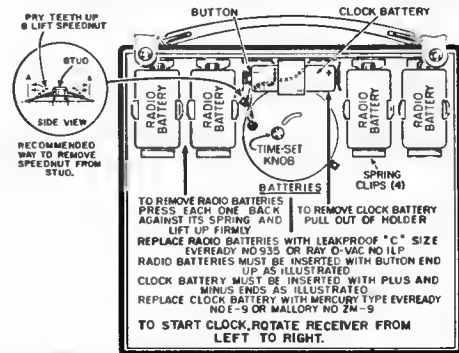 PRY TEETH UP
& LIFT SPEEDNUT
STUD
A
A
SIDE VIEW
RECOMMENDED
WAY TO REMOVE
SPEEDNUT FROM
STUD.
BUTTON
CLOCK BATTERY
RADIO
BATTERY
RADIO
BATTERY
+
RADIO
BATTERY
RADIO
BATTERY
TIME-SET
KNOB
BATTERIES
SPRING
CLIPS (4)
TO REMOVE RADIO BATTERIES
PRESS EACH ONE BACK
AGAINST ITS SPRING AND
LIFT UP FIRMLY
TO REMOVE CLOCK BATTERY
PULL OUT OF HOLDER
REPLACE RADIO BATTERIES WITH LEAKPROOF "C" SIZE
EVEREADY NO 935 OR RAY O-VAC NO 1LP
RADIO BATTERIES MUST BE INSERTED WITH BUTTON END
UP AS ILLUSTRATED
CLOCK BATTERY MUST BE INSERTED WITH PLUS AND
MINUS ENDS AS ILLUSTRATED
REPLACE CLOCK BATTERY WITH MERCURY TYPE EVEREADY
NO E-9 OR MALLORY NO ZM-9
TO START CLOCK, ROTATE RECEIVER FROM
LEFT TO RIGHT.